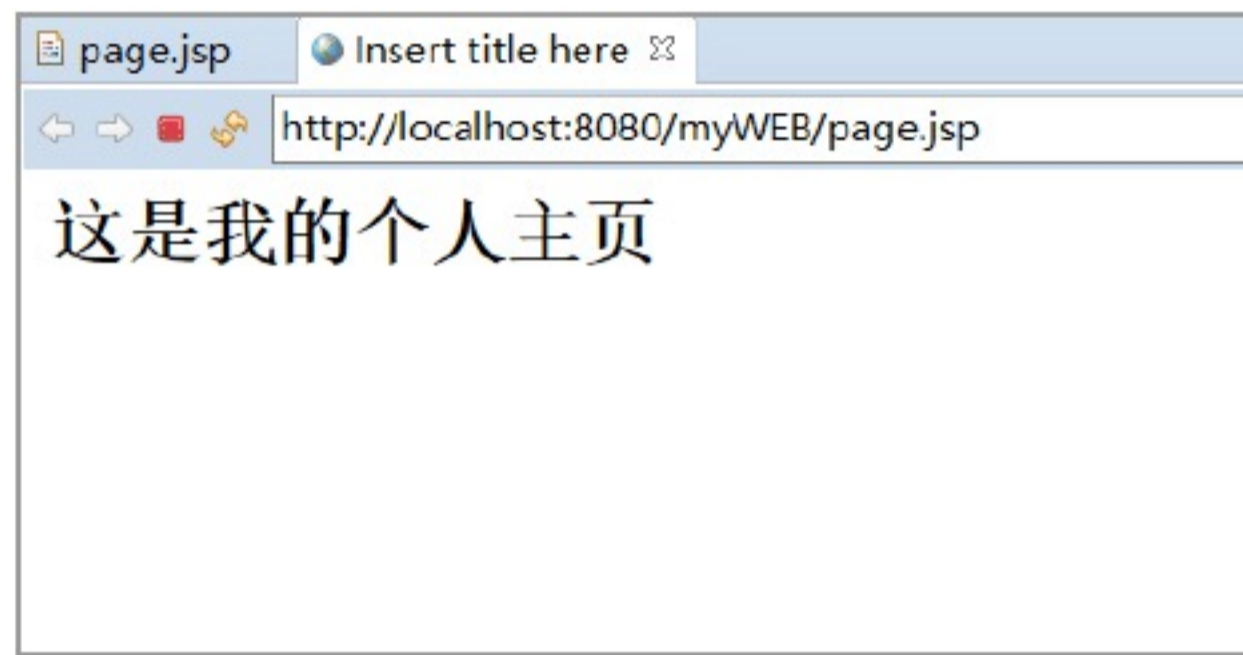 page.jsp Insert title here
http://localhost:8080/myWEB/page.jsp
这是我的个人主页